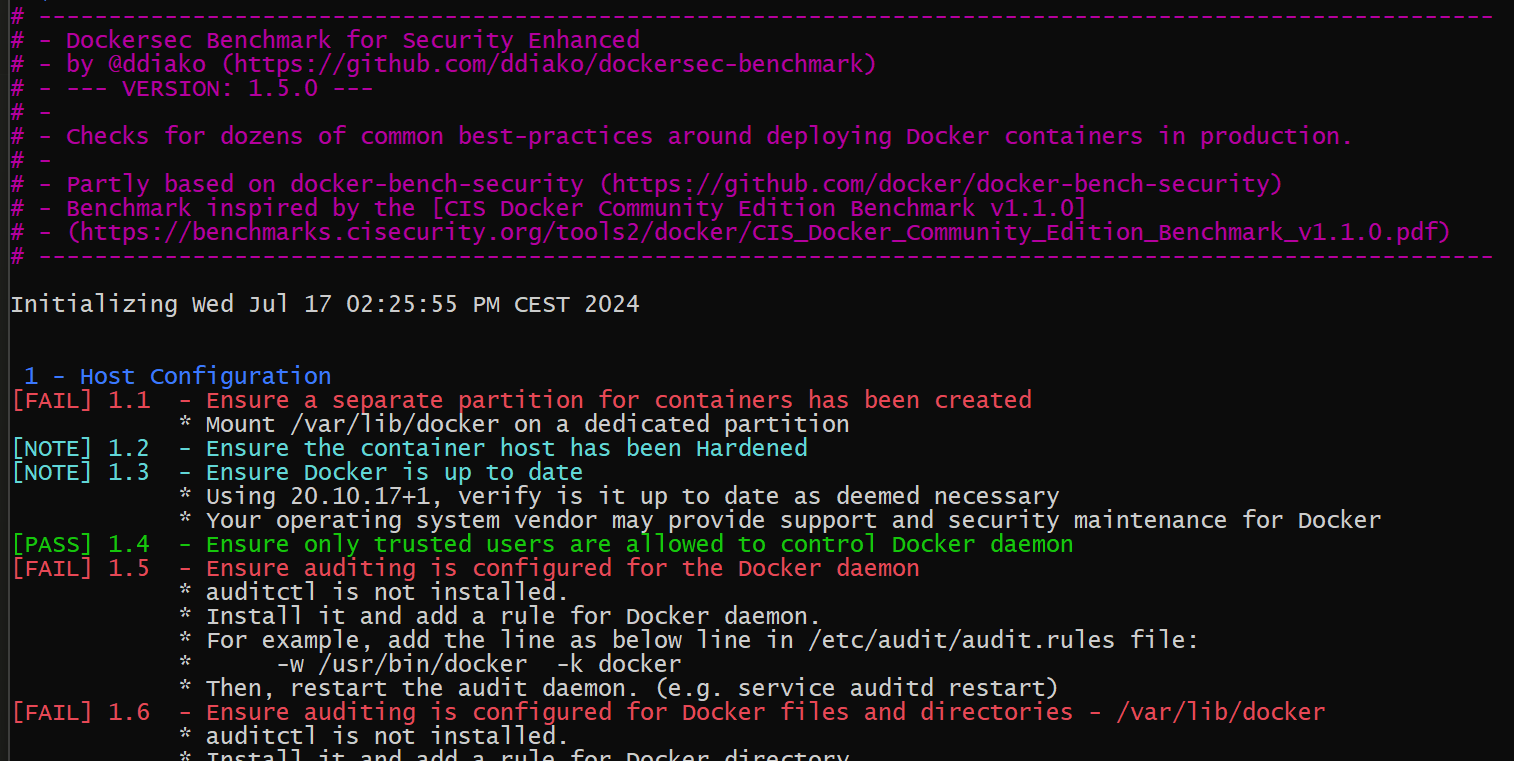 # --------------------------------------------------------------------------------------------------------
# - Dockersec Benchmark for Security Enhanced
# - by @ddiako (https://github.com/ddiako/dockersec-benchmark)
# - --- VERSION: 1.5.0 ---
# -
# - Checks for dozens of common best-practices around deploying Docker containers in production.
# -
# - Partly based on docker-bench-security (https://github.com/docker/docker-bench-security)
# - Benchmark inspired by the [CIS Docker Community Edition Benchmark v1.1.0]
# - (https://benchmarks.cisecurity.org/tools2/docker/CIS_Docker_Community_Edition_Benchmark_v1.1.0.pdf)
# --------------------------------------------------------------------------------------------------------
Initializing Wed Jul 17 02:25:55 PM CEST 2024
1 - Host Configuration
[FAIL] 1.1  - Ensure a separate partition for containers has been created
            * Mount /var/lib/docker on a dedicated partition
[NOTE] 1.2  - Ensure the container host has been Hardened
[NOTE] 1.3  - Ensure Docker is up to date
            * Using 20.10.17+1, verify is it up to date as deemed necessary
            * Your operating system vendor may provide support and security maintenance for Docker
[PASS] 1.4  - Ensure only trusted users are allowed to control Docker daemon
[FAIL] 1.5  - Ensure auditing is configured for the Docker daemon
            * auditctl is not installed.
            * Install it and add a rule for Docker daemon.
            * For example, add the line as below line in /etc/audit/audit.rules file:
            *      -w /usr/bin/docker  -k docker
            * Then, restart the audit daemon. (e.g. service auditd restart)
[FAIL] 1.6  - Ensure auditing is configured for Docker files and directories - /var/lib/docker
            * auditctl is not installed.
            * Install it and add a rule for Docker directory